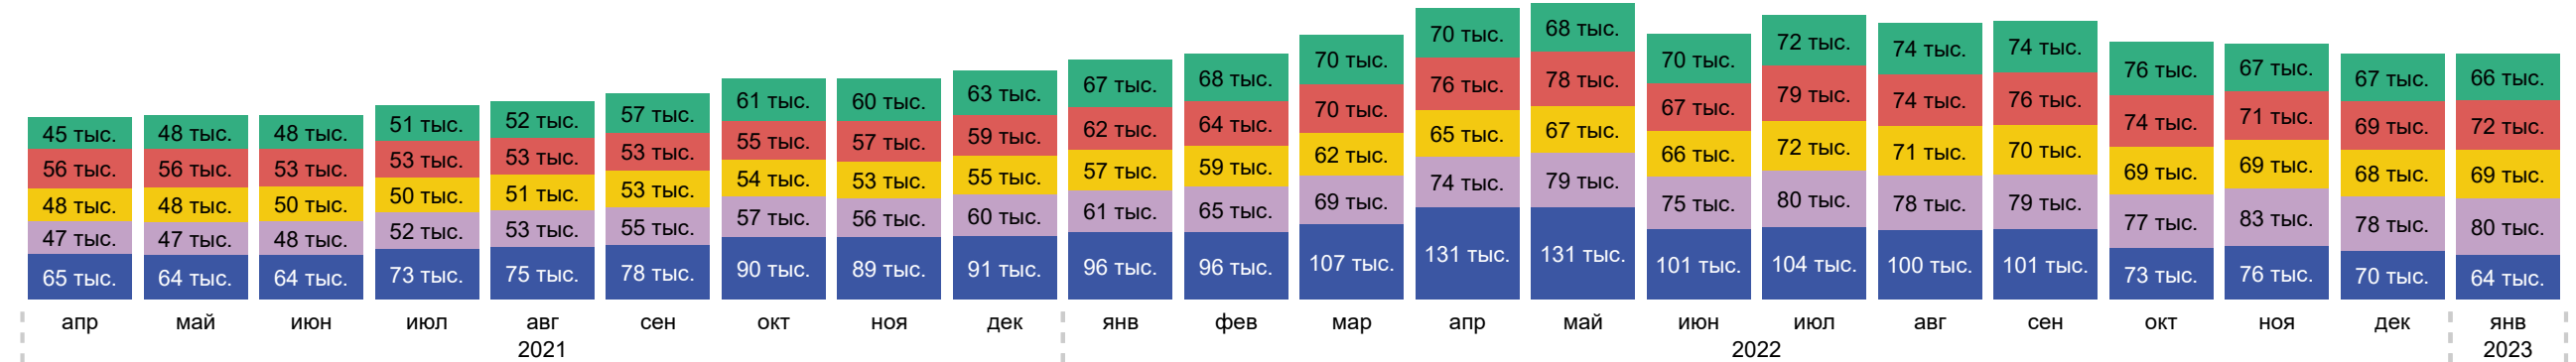 45 тыс. 48 тыс. 48 тыс. 51 тыс. 52 тыс. 57 тыс. 61 тыс. 60 тыс. 63 тыс. 67 тыс. 68 тыс. 70 тыс. 70 тыс. 68 тыс. 70 тыс. 72 тыс. 74 тыс. 74 тыс. 76 тыс. 67 тыс. 67 тыс. 66 тыс.
56 тыс. 56 тыс. 53 тыс. 53 тыс. 53 тыс. 53 тыс. 55 тыс. 57 тыс. 59 тыс. 62 тыс. 64 тыс. 70 тыс. 76 тыс. 78 тыс. 67 тыс. 79 тыс. 74 тыс. 76 тыс. 74 тыс. 71 тыс. 69 тыс. 72 тыс.
48 тыс. 48 тыс. 50 тыс. 50 тыс. 51 тыс. 53 тыс. 54 тыс. 53 тыс. 55 тыс. 57 тыс. 59 тыс. 62 тыс. 65 тыс. 67 тыс. 66 тыс. 72 тыс. 71 тыс. 70 тыс. 69 тыс. 69 тыс. 68 тыс. 69 тыс.
47 тыс. 47 тыс. 48 тыс. 52 тыс. 53 тыс. 55 тыс. 57 тыс. 56 тыс. 60 тыс. 61 тыс. 65 тыс. 69 тыс. 74 тыс. 79 тыс. 75 тыс. 80 тыс. 78 тыс. 79 тыс. 77 тыс. 83 тыс. 78 тыс. 80 тыс.
65 тыс. 64 тыс. 64 тыс. 73 тыс. 75 тыс. 78 тыс. 90 тыс. 89 тыс. 91 тыс. 96 тыс. 96 тыс. 107 тыс. 131 тыс. 131 тыс. 101 тыс. 104 тыс. 100 тыс. 101 тыс. 73 тыс. 76 тыс. 70 тыс. 64 тыс.
апр май июн июл авг сен окт ноя дек янв фев мар апр май июн июл авг сен окт ноя дек янв
2021 2022 2023